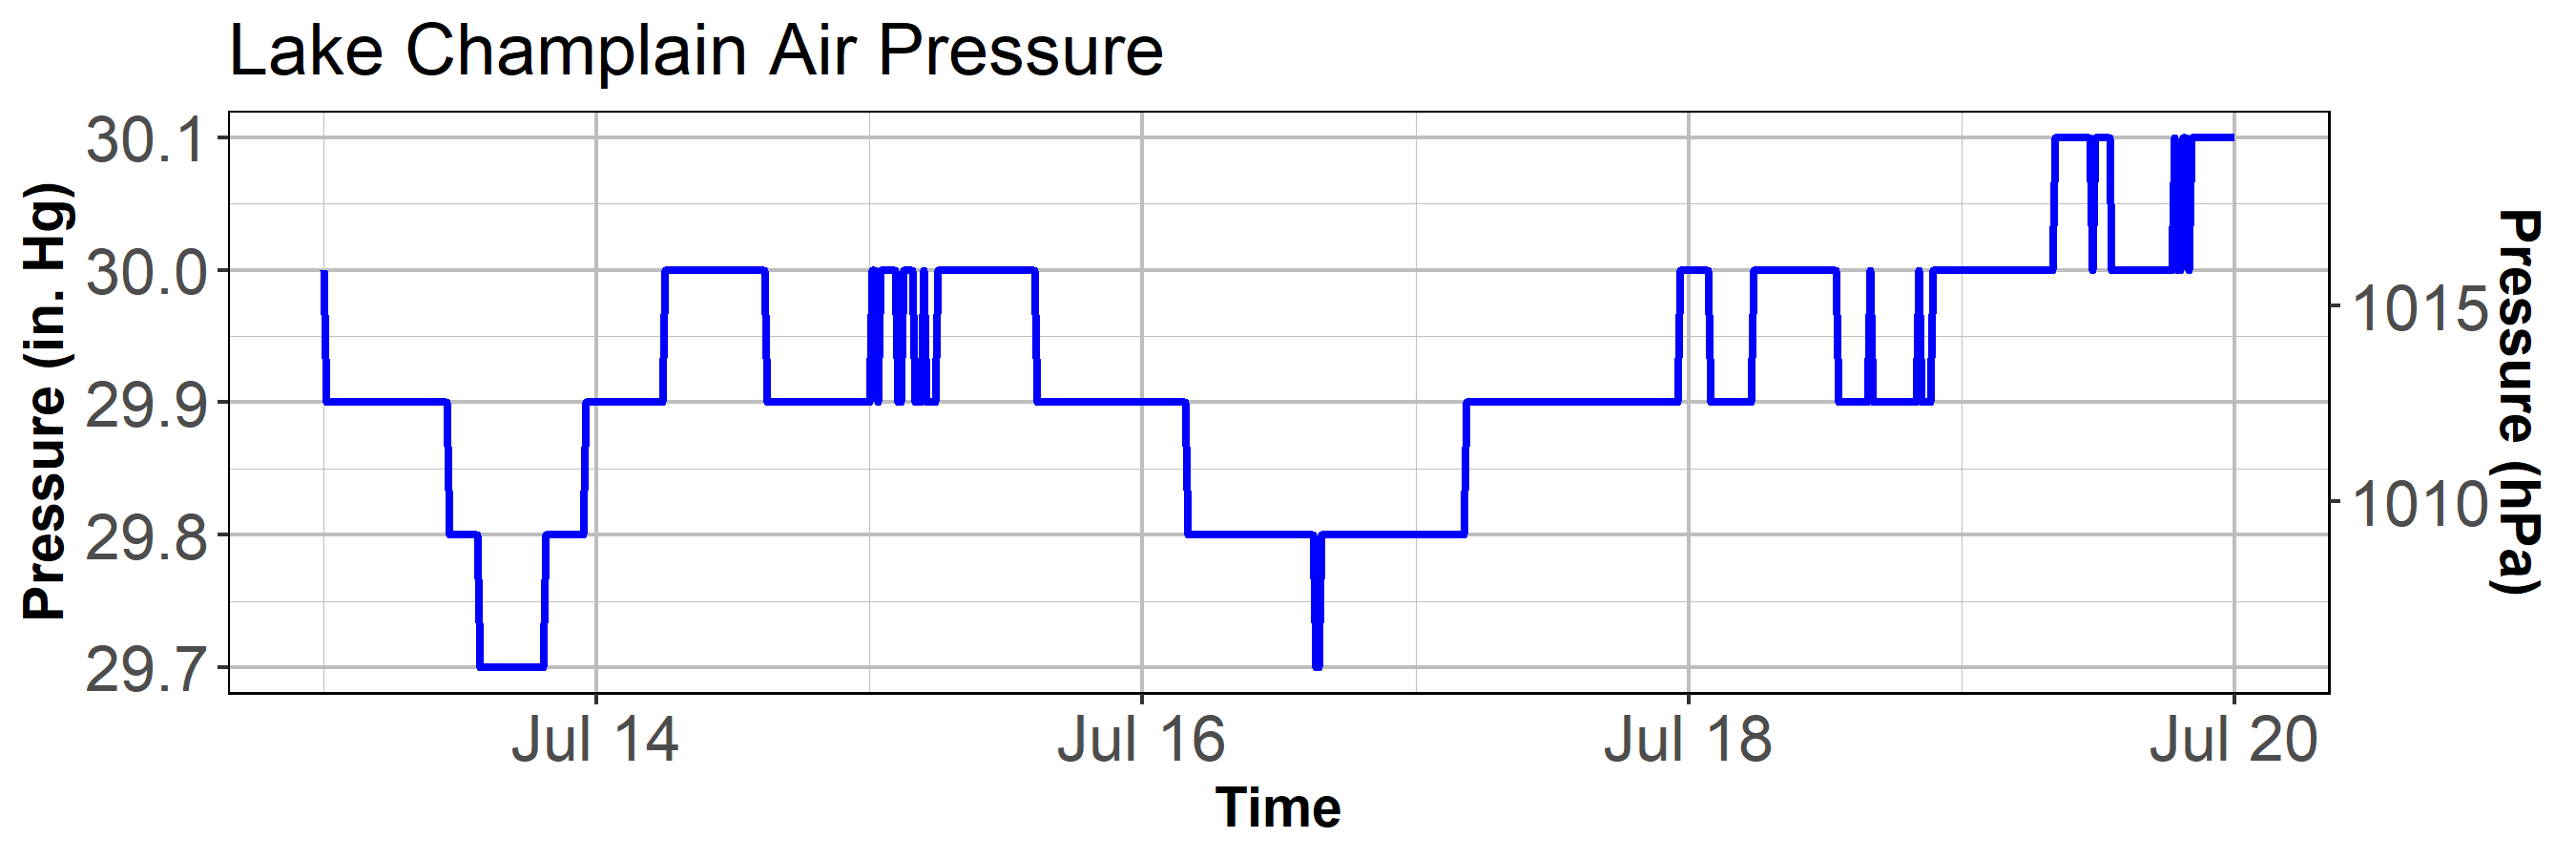 Lake Champlain Air Pressure
Pressure (in. Hg)
30.1
30.0
29.9
29.8
29.7
1015
1010
Pressure (hPa)
Jul 14 Jul 16 Jul 18 Jul 20
Time